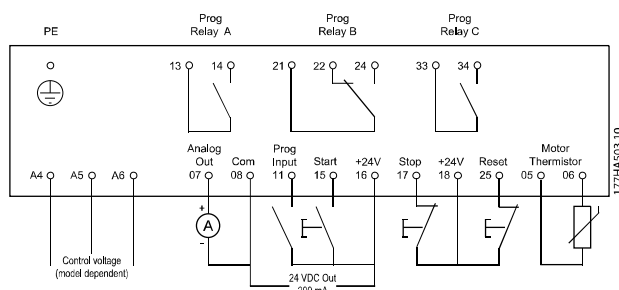 Prog Prog Prog
PE Relay A Relay B Relay C
13 14 21 22 24 33 34
Analog Prog Motor
Out Com Input Start +24V Stop +24V Reset Thermistor
A4 A5 A6 07 08 11 15 16 17 18 25 05 06
177HA503.10
+
A
-
Control voltage
(model dependent)
24 VDC Out
200 mA